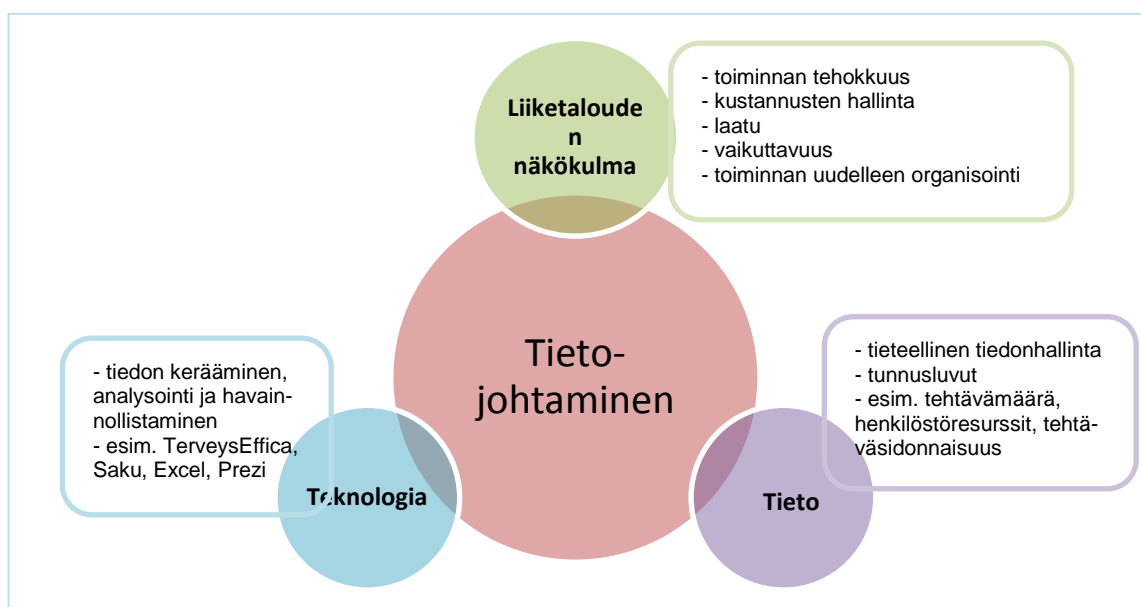 Liiketaloude
n
näkökulma
- toiminnan tehokkuus
- kustannusten hallinta
- laatu
- vaikuttavuus
- toiminnan uudelleen organisointi
Tieto-
johtaminen
- tiedon kerääminen,
analysointi ja havain-
nollistaminen
- esim. TerveysEffica,
Saku, Excel, Prezi
Teknologia
- tieteellinen tiedonhallinta
- tunnusluvut
- esim. tehtävämäärä,
henkilöstöresurssit, tehtä-
väsidonnaisuus
Tieto